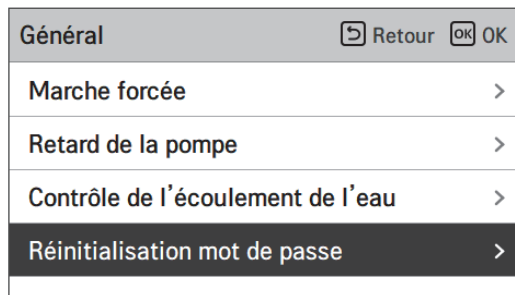 Général Retour OK OK
Marche forcée >
Retard de la pompe >
Contrôle de l'écoulement de l'eau >
Réinitialisation mot de passe >